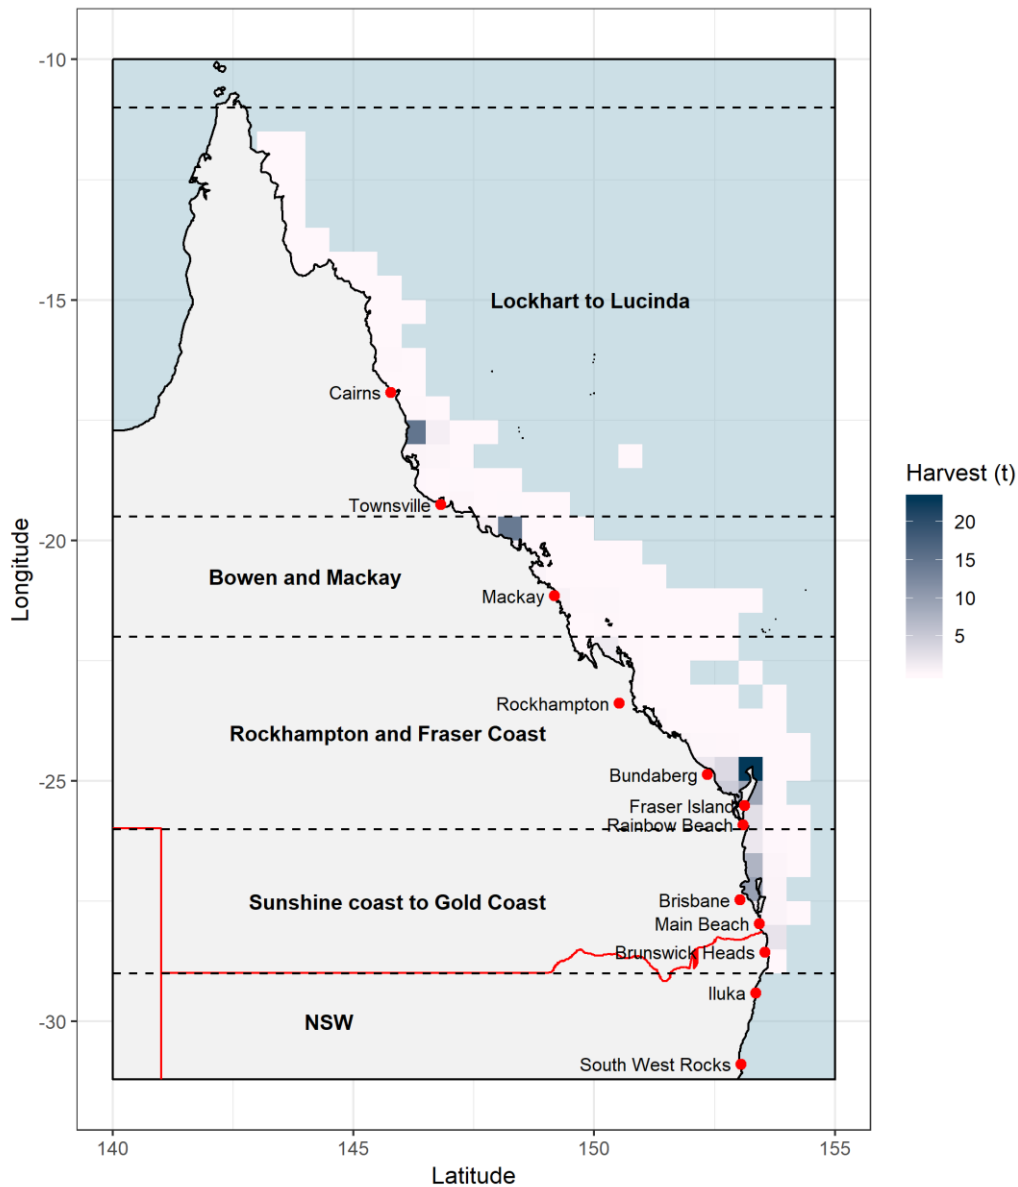 -10
-15
Lockhart to Lucinda
Cairns
Harvest (t)
Townsville
20
-20
15
Bowen and Mackay
Mackay
10
5
Longitude
Rockhampton
Rockhampton and Fraser Coast
Bundaberg
-25
Fraser Island
Rainbow Beach
Sunshine coast to Gold Coast
Brisbane
Main Beach
Brunswick Heads
Iluka
-30
NSW
South West Rocks
140
145
150
155
Latitude